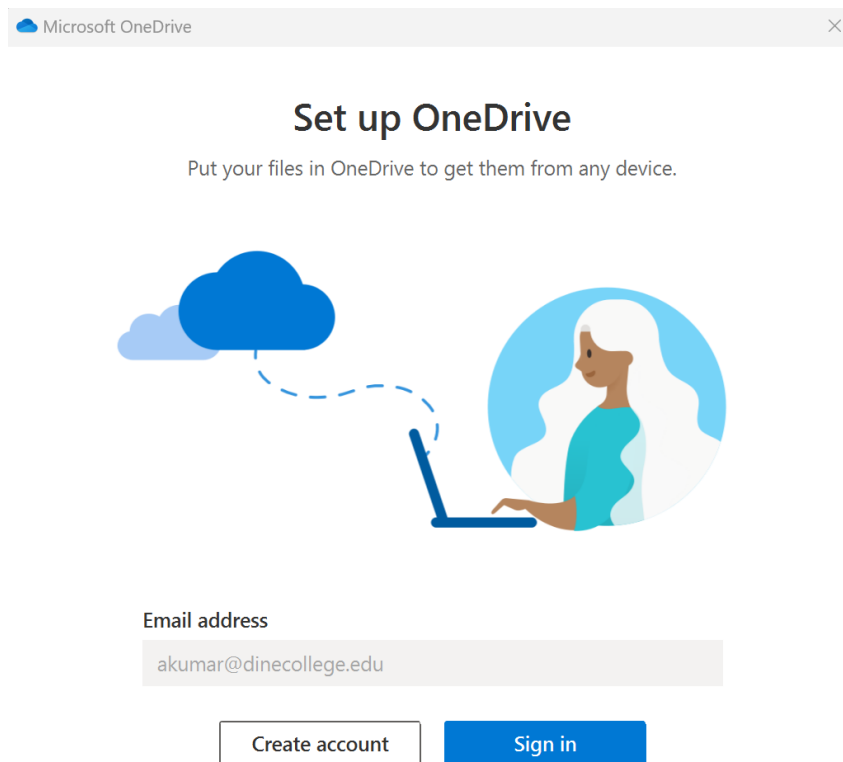 Microsoft OneDrive
Set up OneDrive
Put your files in OneDrive to get them from any device.
Email address
akumar@dinecollege.edu
Create account
Sign in